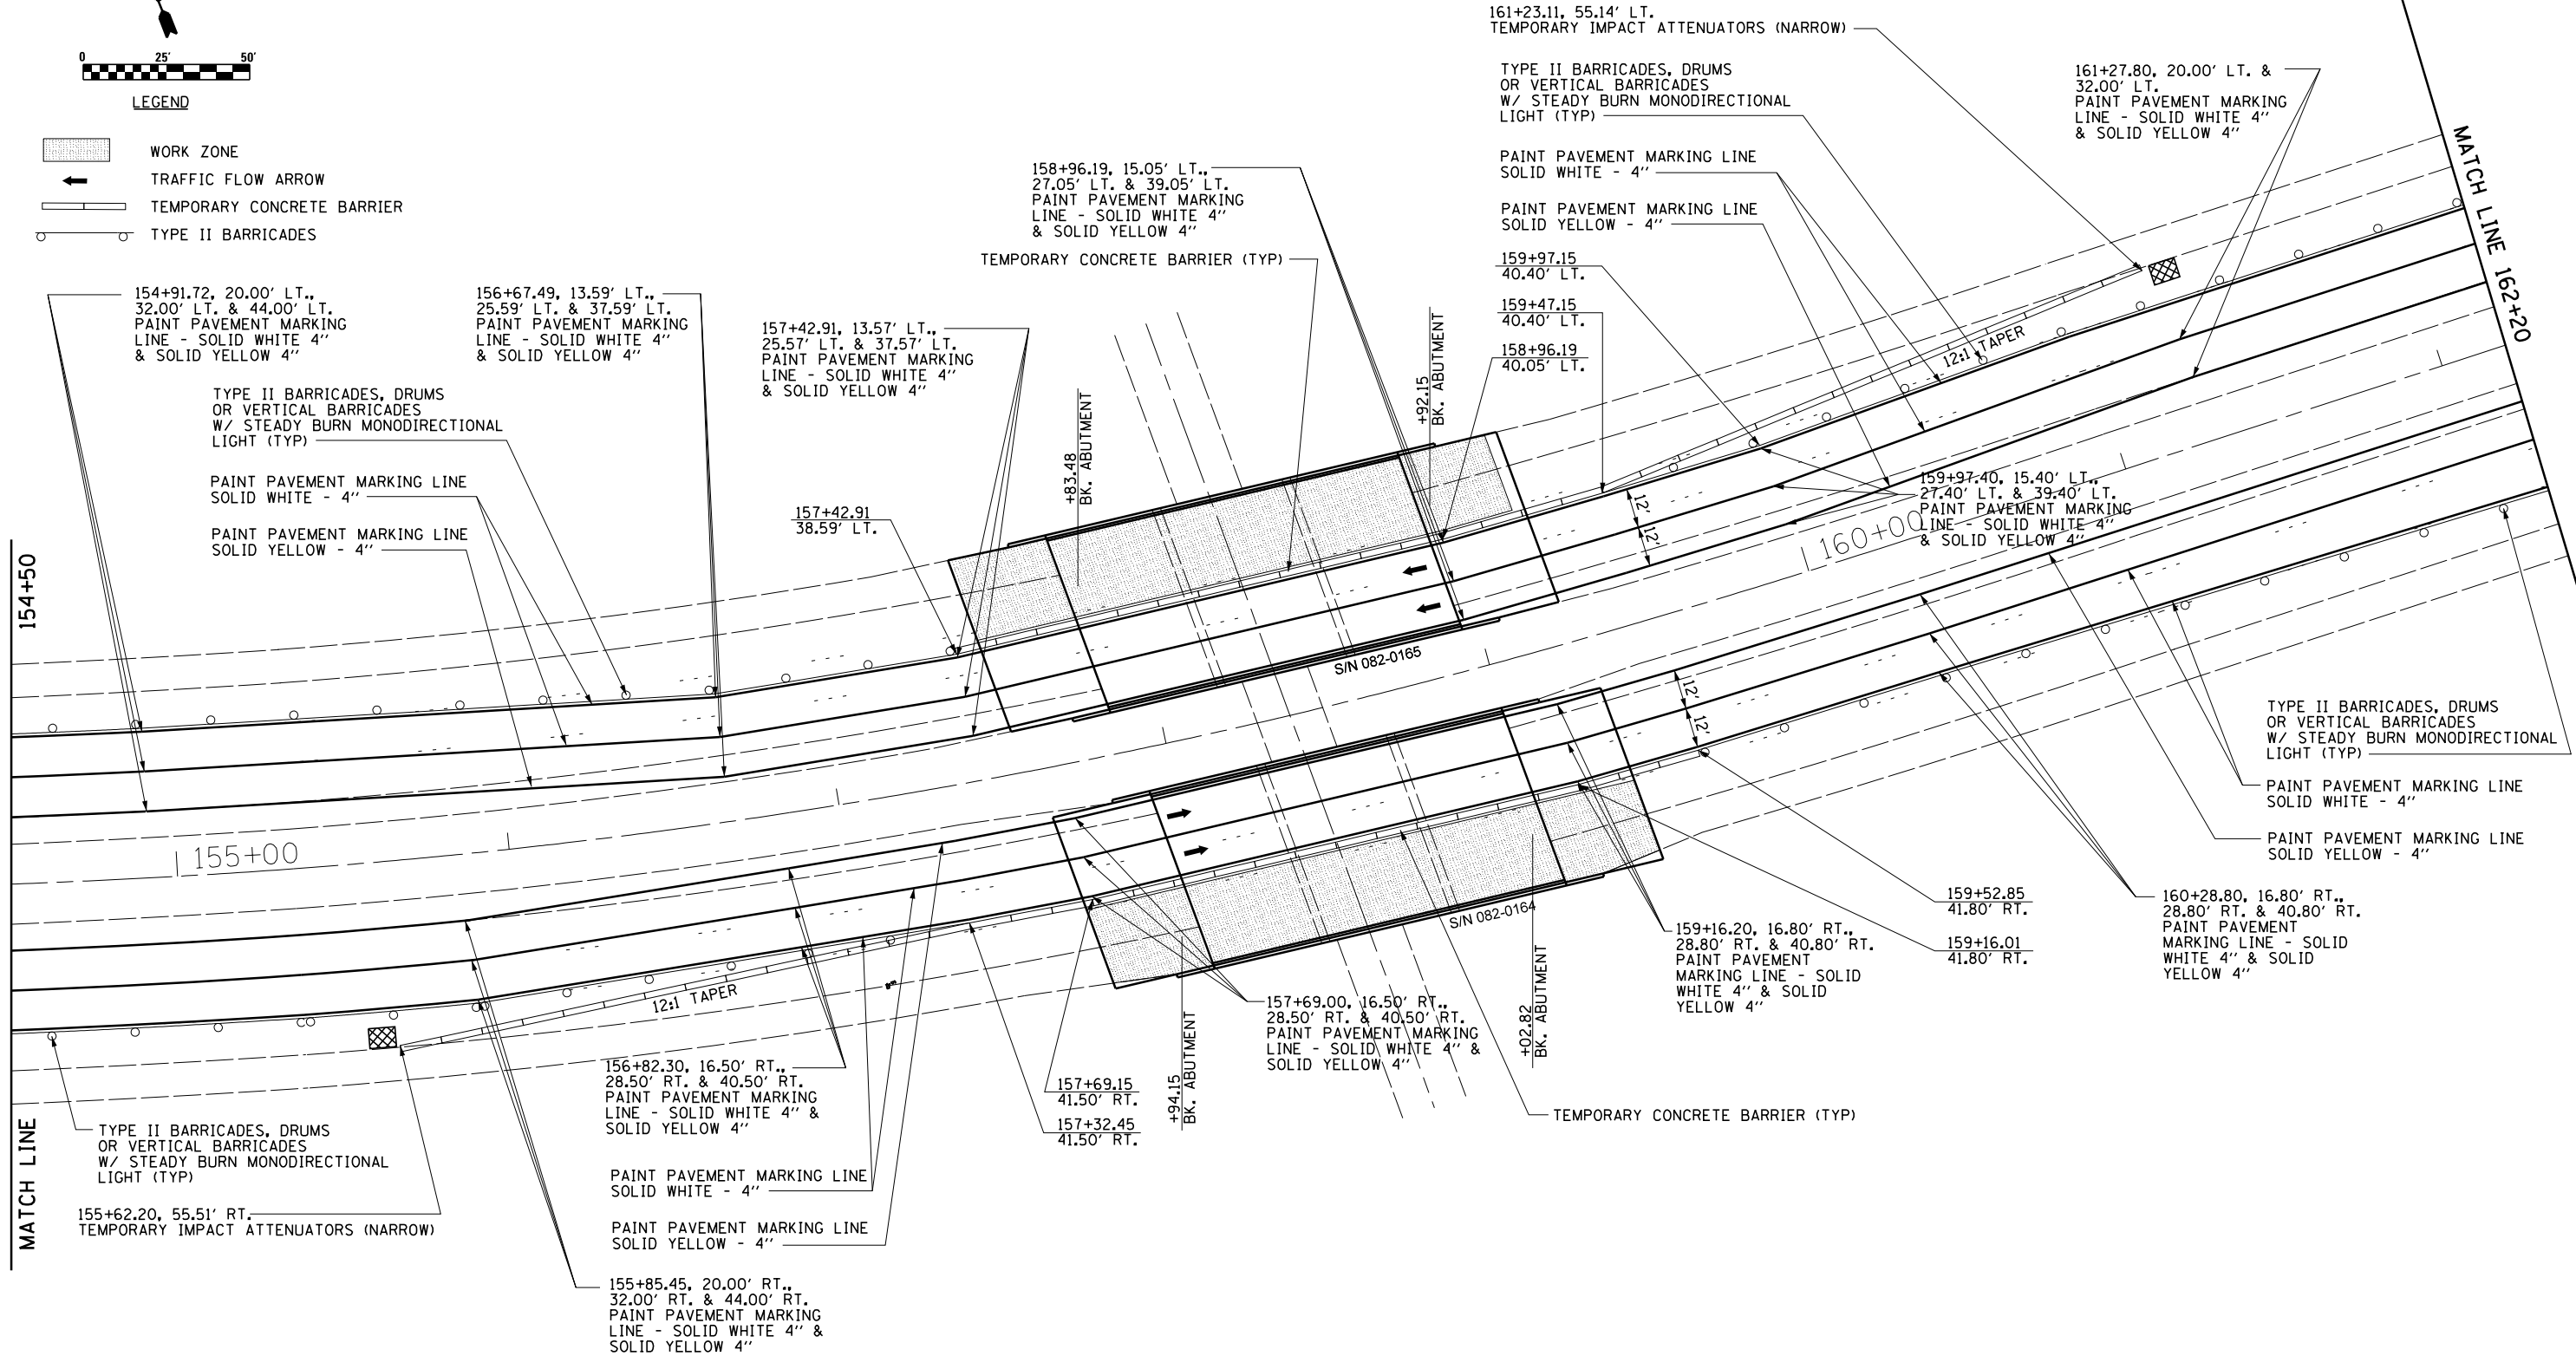 0 25' 50'
LEGEND
WORK ZONE
TRAFFIC FLOW ARROW
TEMPORARY CONCRETE BARRIER
TYPE II BARRICADES
154+91.72, 20.00' LT.,
32.00' LT. & 44.00' LT.
PAINT PAVEMENT MARKING
LINE - SOLID WHITE 4''
& SOLID YELLOW 4''
156+67.49, 13.59' LT.,
25.59' LT. & 37.59' LT.
PAINT PAVEMENT MARKING
LINE - SOLID WHITE 4''
& SOLID YELLOW 4''
157+42.91, 13.57' LT.,
25.57' LT. & 37.57' LT.
PAINT PAVEMENT MARKING
LINE - SOLID WHITE 4''
& SOLID YELLOW 4''
158+96.19, 15.05' LT.,
27.05' LT. & 39.05' LT.
PAINT PAVEMENT MARKING
LINE - SOLID WHITE 4''
& SOLID YELLOW 4''
TEMPORARY CONCRETE BARRIER (TYP)
161+23.11, 55.14' LT.
TEMPORARY IMPACT ATTENUATORS (NARROW)
TYPE II BARRICADES, DRUMS
OR VERTICAL BARRICADES
W/ STEADY BURN MONODIRECTIONAL
LIGHT (TYP)
PAINT PAVEMENT MARKING LINE
SOLID WHITE - 4''
PAINT PAVEMENT MARKING LINE
SOLID YELLOW - 4''
159+97.15
40.40' LT.
159+47.15
40.40' LT.
158+96.19
40.05' LT.
161+27.80, 20.00' LT. &
32.00' LT.
PAINT PAVEMENT MARKING
LINE - SOLID WHITE 4''
& SOLID YELLOW 4''
MATCH LINE 162+20
12:1 TAPER
TYPE II BARRICADES, DRUMS
OR VERTICAL BARRICADES
W/ STEADY BURN MONODIRECTIONAL
LIGHT (TYP)
PAINT PAVEMENT MARKING LINE
SOLID WHITE - 4''
PAINT PAVEMENT MARKING LINE
SOLID YELLOW - 4''
157+42.91
38.59' LT.
+83.48
BK. ABUTMENT
+92.15
BK. ABUTMENT
12'
12'
160+00
159+97.40, 15.40' LT.,
27.40' LT. & 39.40' LT.
PAINT PAVEMENT MARKING
LINE - SOLID WHITE 4''
& SOLID YELLOW 4''
S/N 082-0165
154+50
MATCH LINE
155+00
12'
12'
S/N 082-0164
12:1 TAPER
TYPE II BARRICADES, DRUMS
OR VERTICAL BARRICADES
W/ STEADY BURN MONODIRECTIONAL
LIGHT (TYP)
PAINT PAVEMENT MARKING LINE
SOLID WHITE - 4''
PAINT PAVEMENT MARKING LINE
SOLID YELLOW - 4''
160+28.80, 16.80' RT.,
28.80' RT. & 40.80' RT.
PAINT PAVEMENT
MARKING LINE - SOLID
WHITE 4'' & SOLID
YELLOW 4''
159+52.85
41.80' RT.
159+16.01
41.80' RT.
159+16.20, 16.80' RT.,
28.80' RT. & 40.80' RT.
PAINT PAVEMENT
MARKING LINE - SOLID
WHITE 4'' & SOLID
YELLOW 4''
+02.82
BK. ABUTMENT
157+69.00, 16.50' RT.,
28.50' RT. & 40.50' RT.
PAINT PAVEMENT MARKING
LINE - SOLID WHITE 4'' &
SOLID YELLOW 4''
TEMPORARY CONCRETE BARRIER (TYP)
+94.15
BK. ABUTMENT
157+69.15
41.50' RT.
157+32.45
41.50' RT.
156+82.30, 16.50' RT.,
28.50' RT. & 40.50' RT.
PAINT PAVEMENT MARKING
LINE - SOLID WHITE 4'' &
SOLID YELLOW 4''
PAINT PAVEMENT MARKING LINE
SOLID WHITE - 4''
PAINT PAVEMENT MARKING LINE
SOLID YELLOW - 4''
155+85.45, 20.00' RT.,
32.00' RT. & 44.00' RT.
PAINT PAVEMENT MARKING
LINE - SOLID WHITE 4'' &
SOLID YELLOW 4''
TYPE II BARRICADES, DRUMS
OR VERTICAL BARRICADES
W/ STEADY BURN MONODIRECTIONAL
LIGHT (TYP)
155+62.20, 55.51' RT.
TEMPORARY IMPACT ATTENUATORS (NARROW)